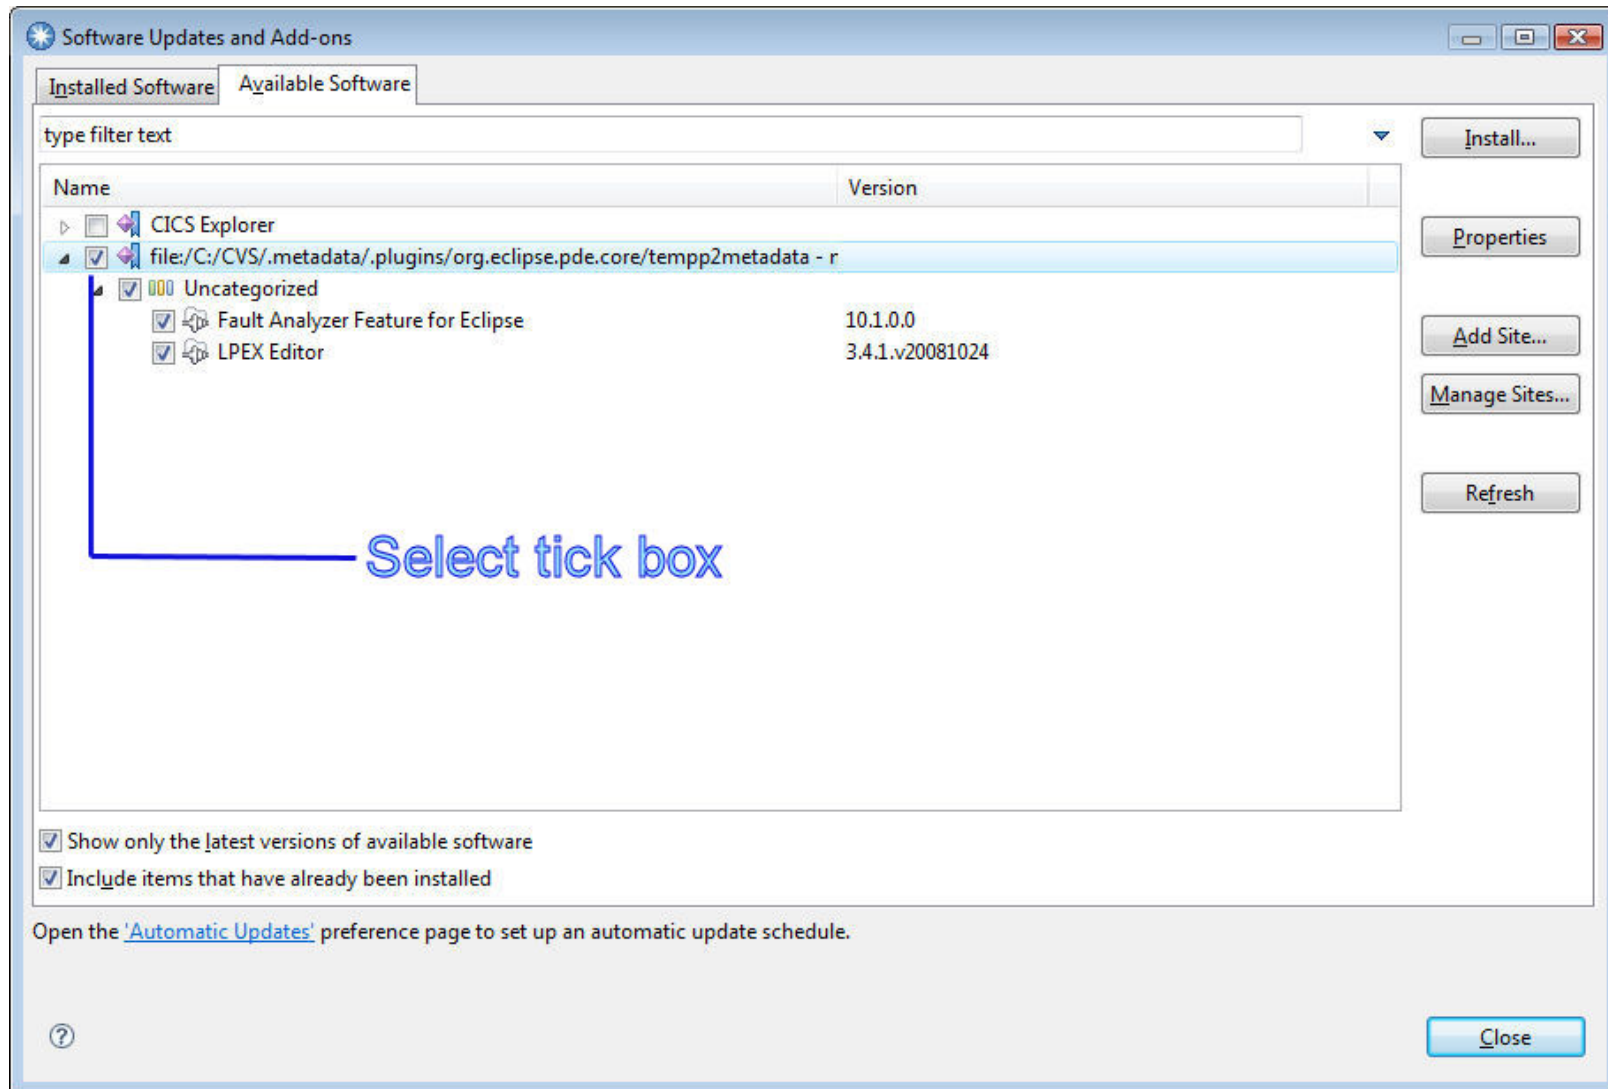 Software Updates and Add-ons
Installed Software Available Software
type filter text
Install...
Name Version
CICS Explorer
Properties
file:/C:/CVS/.metadata/.plugins/org.eclipse.pde.core/tempp2metadata - r
Uncategorized
Fault Analyzer Feature for Eclipse 10.1.0.0
Add Site...
LPEX Editor 3.4.1.v20081024
Manage Sites...
Refresh
Select tick box
Show only the latest versions of available software
Include items that have already been installed
Open the 'Automatic Updates' preference page to set up an automatic update schedule.
?
Close